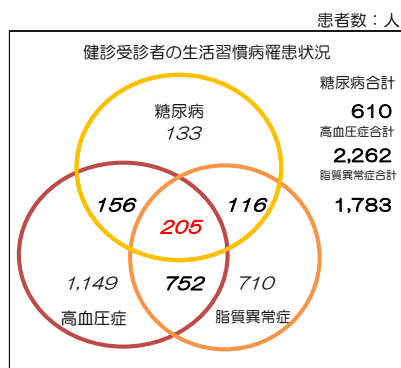 患者数：人
健診受診者の生活習慣病罹患状況
糖尿病
133
糖尿病合計
610
高血圧症合計
2,262
脂質異常症合計
1,783
156
116
205
1,149
752
710
高血圧症
脂質異常症